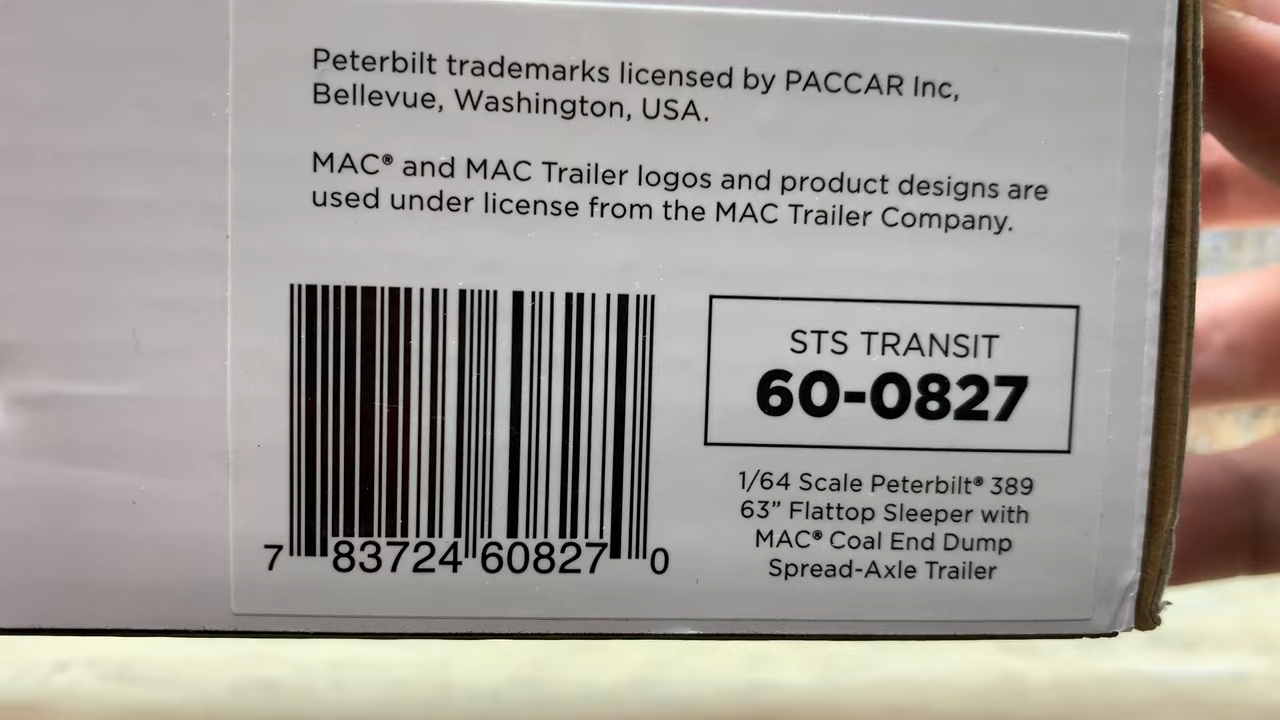 Peterbilt trademarks licensed by PACCAR Inc,
Bellevue, Washington, USA.
MAC® and MAC Trailer logos and product designs are
used under license from the MAC Trailer Company.
STS TRANSIT
60-0827
1/64 Scale Peterbilt® 389
63” Flattop Sleeper with
MAC® Coal End Dump
Spread-Axle Trailer
7 83724 60827 0